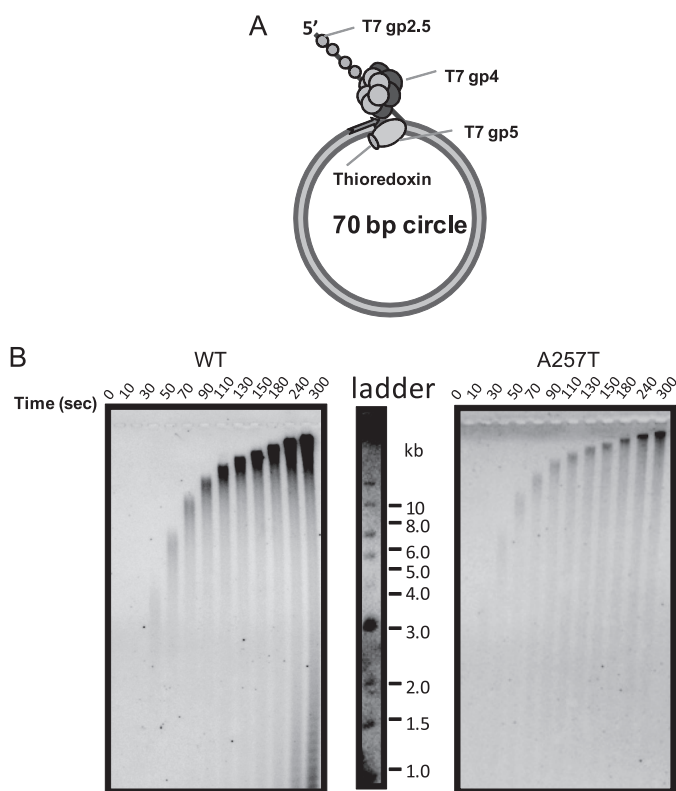 A
5’
T7 gp2.5
T7 gp4
T7 gp5
Thioredoxin
70 bp circle
B
WT
Time (sec)
0 10 30 50 70 90 110 130 150 180 240 300
ladder
kb
10
8.0
6.0
5.0
4.0
3.0
2.0
1.5
1.0
A257T
0 10 30 50 70 90 110 130 150 180 240 300